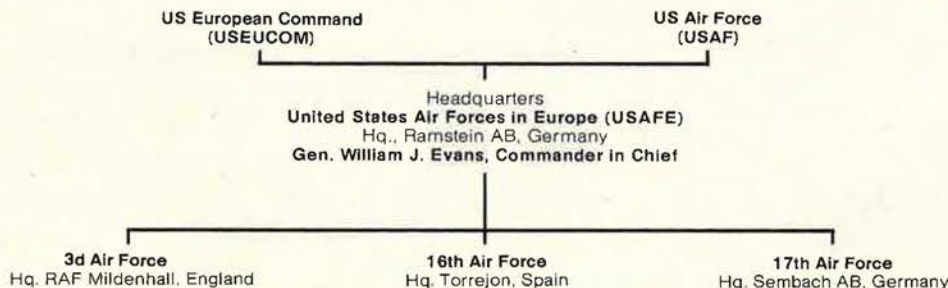 US European Command
(USEUCOM)
US Air Force
(USAF)
Headquarters
United States Air Forces in Europe (USAFE)
Hq., Ramstein AB, Germany
Gen. William J. Evans, Commander in Chief
3d Air Force
Hq. RAF Mildenhall, England
16th Air Force
Hq. Torrejon, Spain
17th Air Force
Hq. Sembach AB, Germany